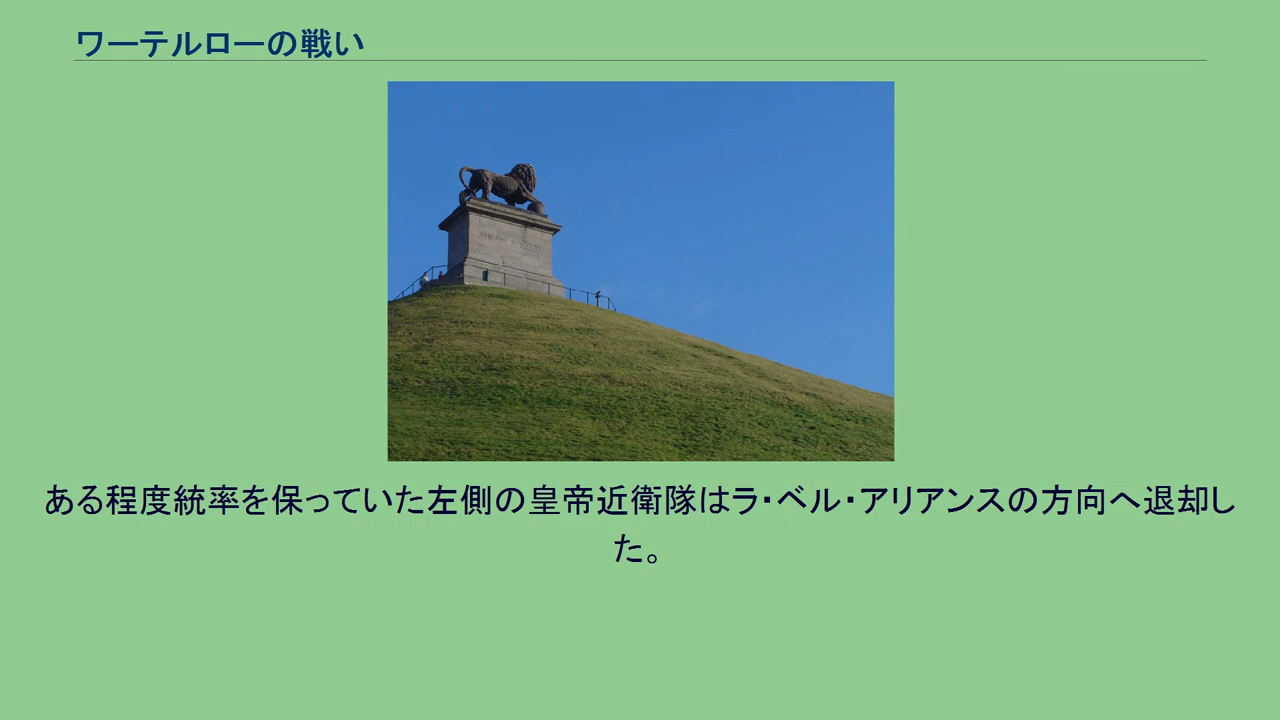 ワーテルローの戦い
ある程度統率を保っていた左側の皇帝近衛隊はラ・ベル・アリアンスの方向へ退却し
た。